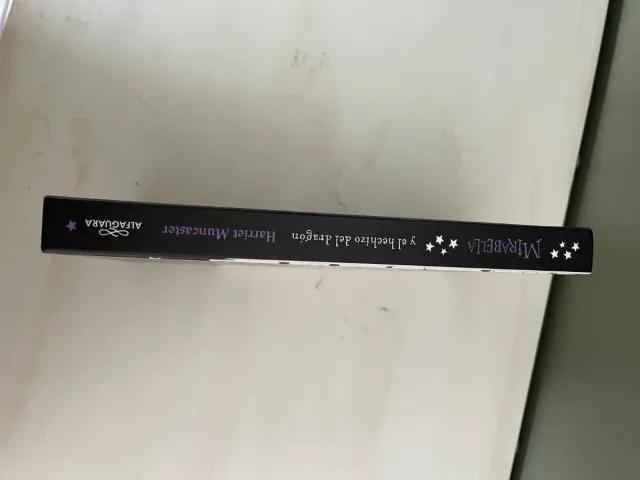 MIRABELLA
y el hechizo del dragón
Harriet Muncaster
ALFAGUARA